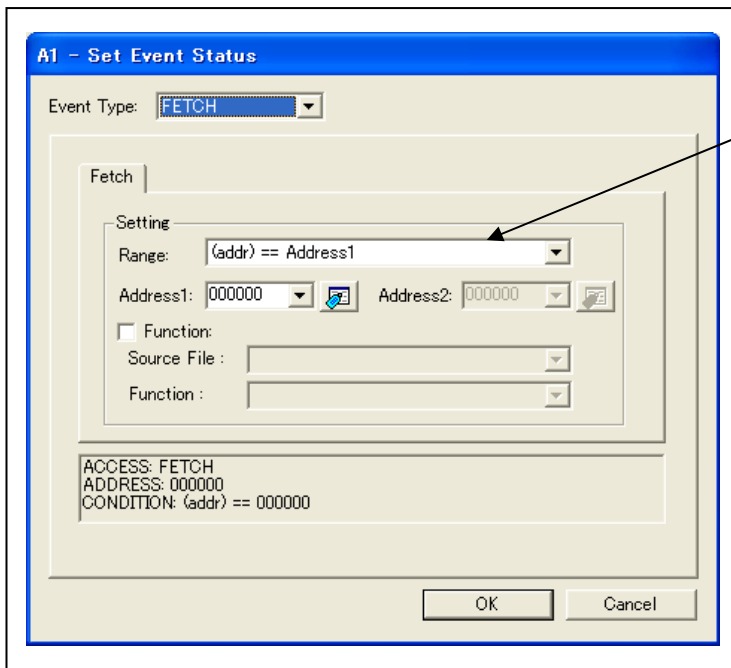 A1 - Set Event Status
Event Type: FETCH
Fetch
Setting
Range: (addr) == Address1
Address1: 000000 Address2: 000000
Function:
Source File :
Function :
ACCESS: FETCH
ADDRESS: 000000
CONDITION: (addr) == 000000
OK Cancel